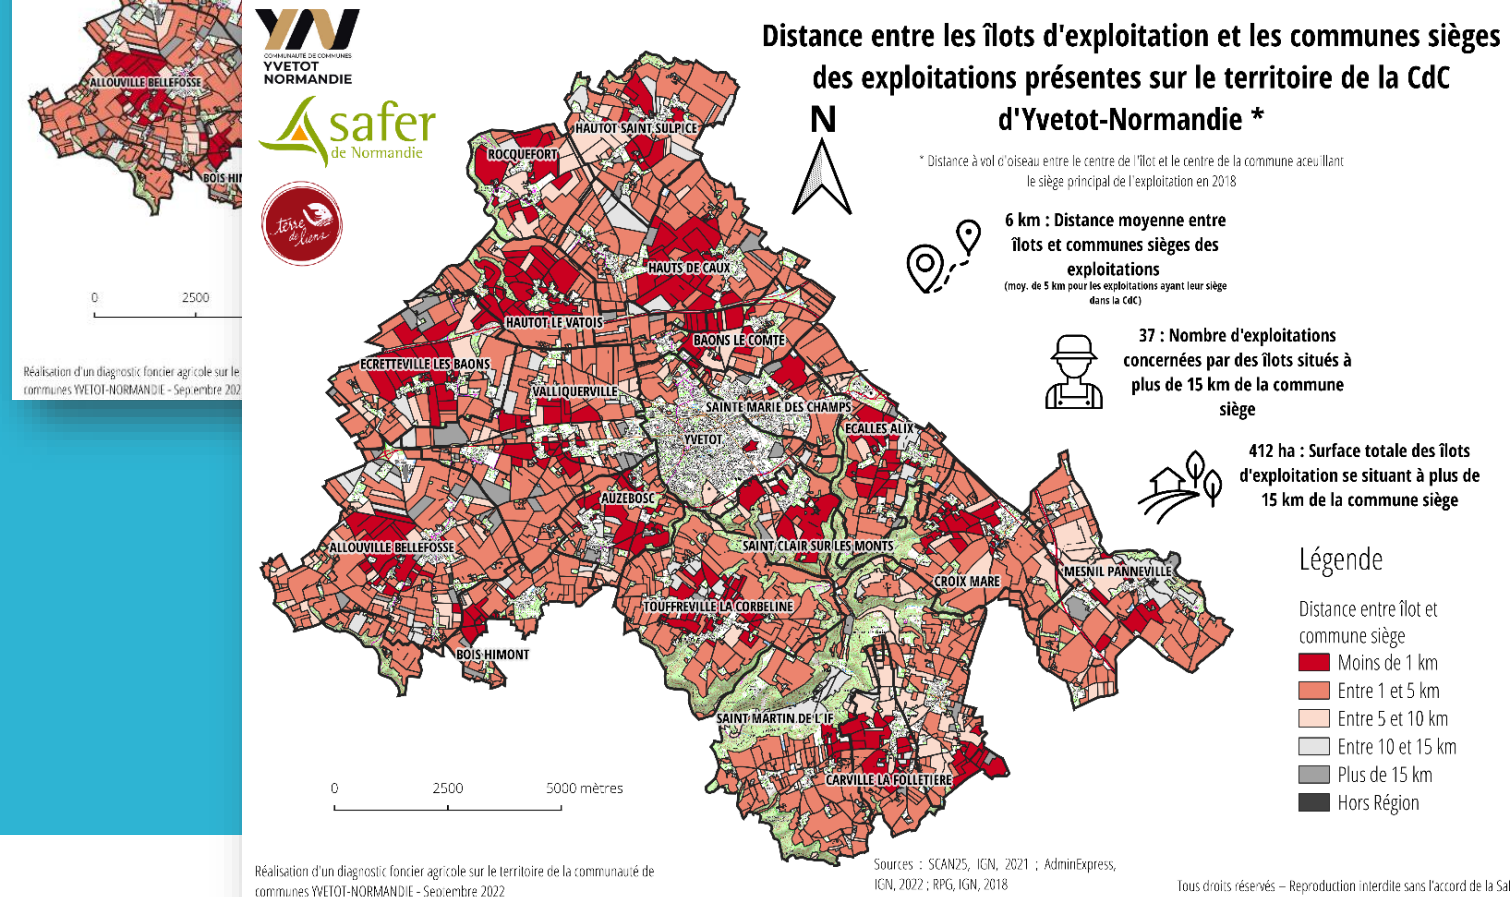 ALLOUVILLE BELLEFOSSE
BOIS HI
0 2500
Réalisation d'un diagnostic foncier agricole sur le
communes YVETOT-NORMANDIE - Septembre 202
YN
COMMUNAUTÉ DE COMMUNES
YVETOT
NORMANDIE
safer
de Normandie
terre
de liens
Distance entre les îlots d'exploitation et les communes sièges
des exploitations présentes sur le territoire de la CdC
d'Yvetot-Normandie *
N
* Distance à vol d'oiseau entre le centre de l'îlot et le centre de la commune aceuillant
le siège principal de l'exploitation en 2018
6 km : Distance moyenne entre
îlots et communes sièges des
exploitations
(moy. de 5 km pour les exploitations ayant leur siège
dans la CdC)
37 : Nombre d'exploitations
concernées par des îlots situés à
plus de 15 km de la commune
siège
412 ha : Surface totale des îlots
d'exploitation se situant à plus de
15 km de la commune siège
HAUTOT SAINT SULPICE
ROCQUEFORT
HAUTS DE CAUX
HAUTOT LE VATOIS
BAONS LE COMTE
ECRETTEVILLE LES BAONS
VALLIQUERVILLE
SAINTE MARIE DES CHAMPS
ECALLES ALIX
YVETOT
AUZEBOSC
ALLOUVILLE BELLEFOSSE
SAINT CLAIR SUR LES MONTS
MESNIL PANNEVILLE
CROIX MARE
TOUFFREVILLE LA CORBELINE
BOIS HIMONT
SAINT MARTIN DE L'IF
CARVILLE LA FOLLETIERE
Légende
Distance entre îlot et
commune siège
Moins de 1 km
Entre 1 et 5 km
Entre 5 et 10 km
Entre 10 et 15 km
Plus de 15 km
Hors Région
0 2500 5000 mètres
Réalisation d'un diagnostic foncier agricole sur le territoire de la communauté de
communes YVETOT-NORMANDIE - Septembre 2022
Sources : SCAN25, IGN, 2021 ; AdminExpress,
IGN, 2022 ; RPG, IGN, 2018
Tous droits réservés – Reproduction interdite sans l'accord de la Saf